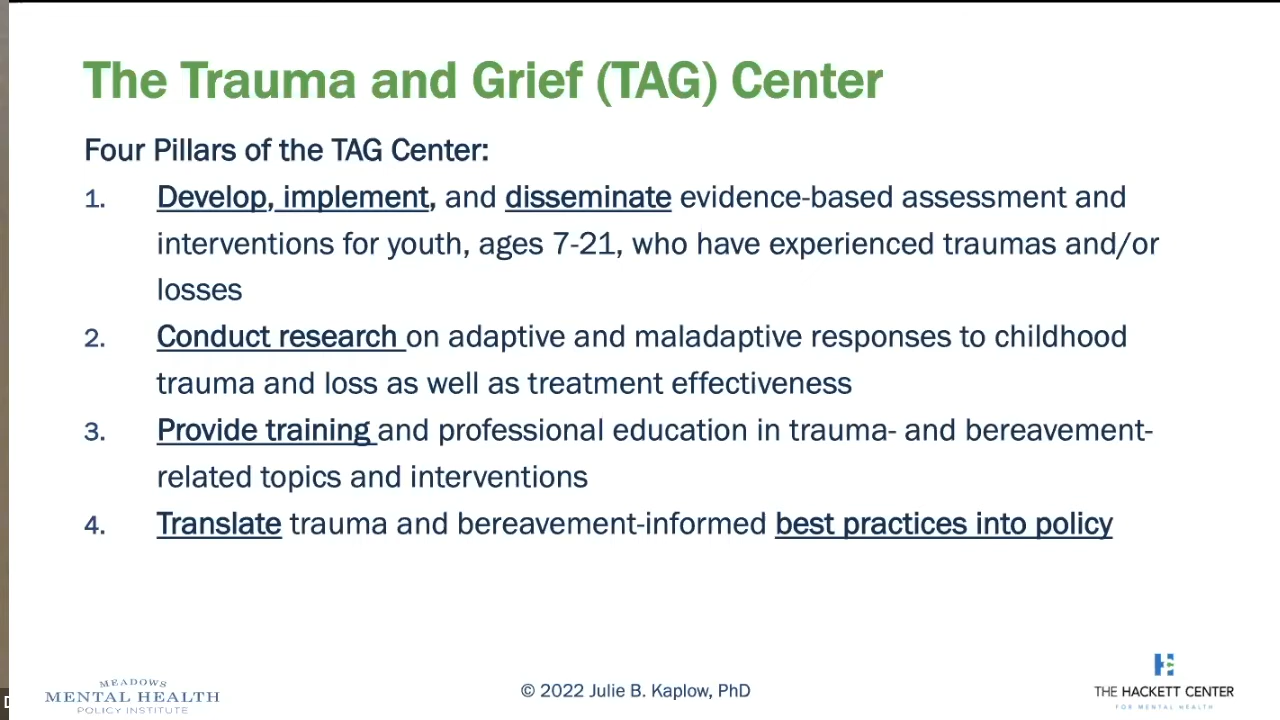 The Trauma and Grief (TAG) Center
Four Pillars of the TAG Center:
1. Develop, implement, and disseminate evidence-based assessment and
interventions for youth, ages 7-21, who have experienced traumas and/or
losses
2. Conduct research on adaptive and maladaptive responses to childhood
trauma and loss as well as treatment effectiveness
3. Provide training and professional education in trauma- and bereavement-
related topics and interventions
4. Translate trauma and bereavement-informed best practices into policy
MEADOWS
MENTAL HEALTH
POLICY INSTITUTE
© 2022 Julie B. Kaplow, PhD
THE HACKETT CENTER
FOR MENTAL HEALTH